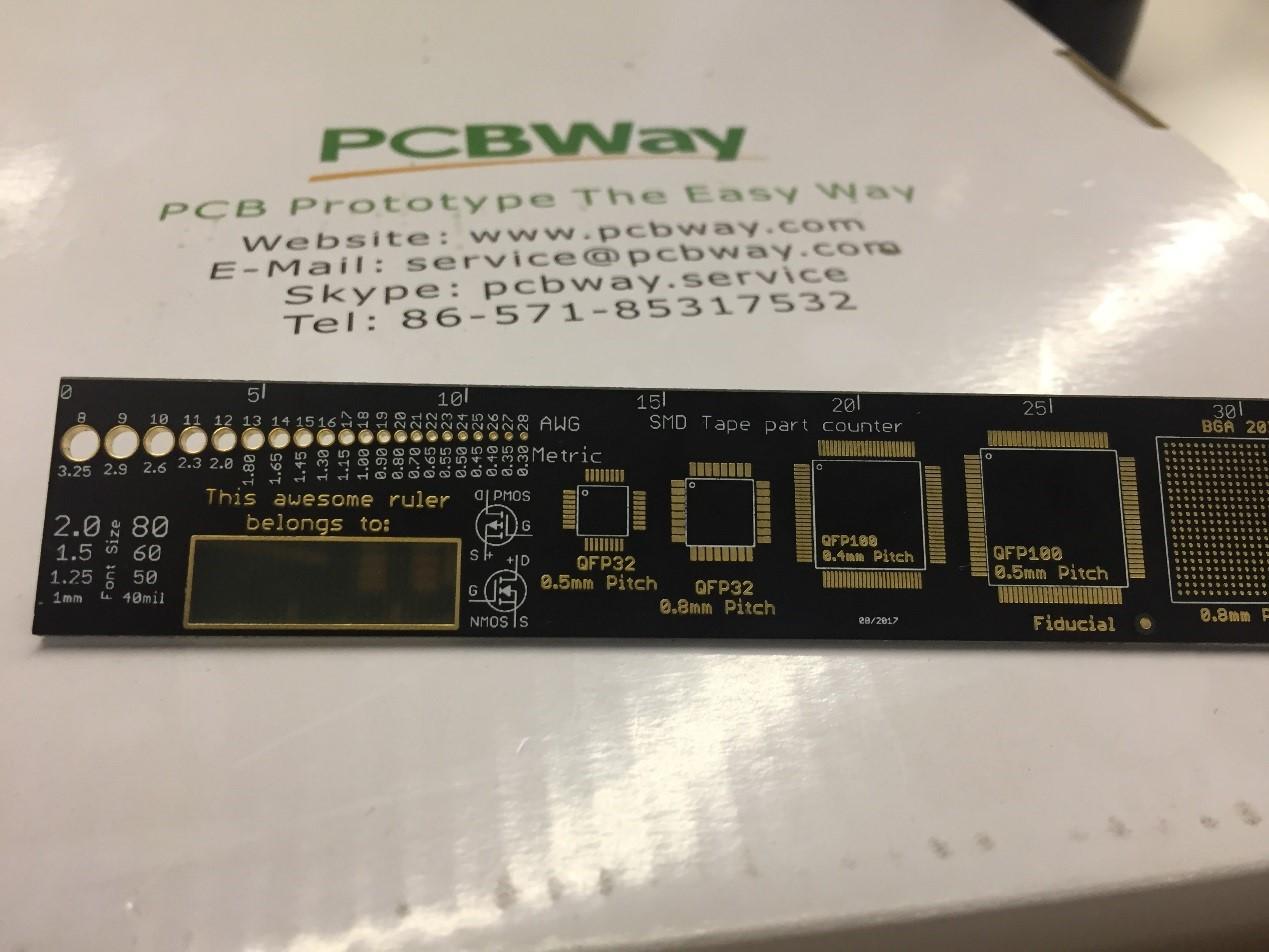 PCBWay
PCB Prototype The Easy Way
Website: www.pcbway.com
E-Mail: service@pcbway.com
Skype: pcbway.service
Tel: 86-571-85317532
0 5 10 15 20 25 30
8 9 10 11 12 13 14 15 16 17 18 19 20 21 22 23 24 25 26 27 28 AWG
SMD Tape part counter
BGA
3.25 2.9 2.6 2.3 2.0 1.80 1.65 1.45 1.30 1.15 1.00 0.90 0.80 0.70 0.65 0.55 0.50 0.45 0.40 0.35 0.30 Metric
This awesome ruler
belongs to:
2.0 80
1.5 60
1.25 50
1mm 40mil
Font Size
D PMOS
G
S +
+ D
G
NMOS S
QFP32
0.5mm Pitch
QFP32
0.8mm Pitch
QFP100
0.4mm Pitch
QFP100
0.5mm Pitch
08/2017
Fiducial
0.8mm